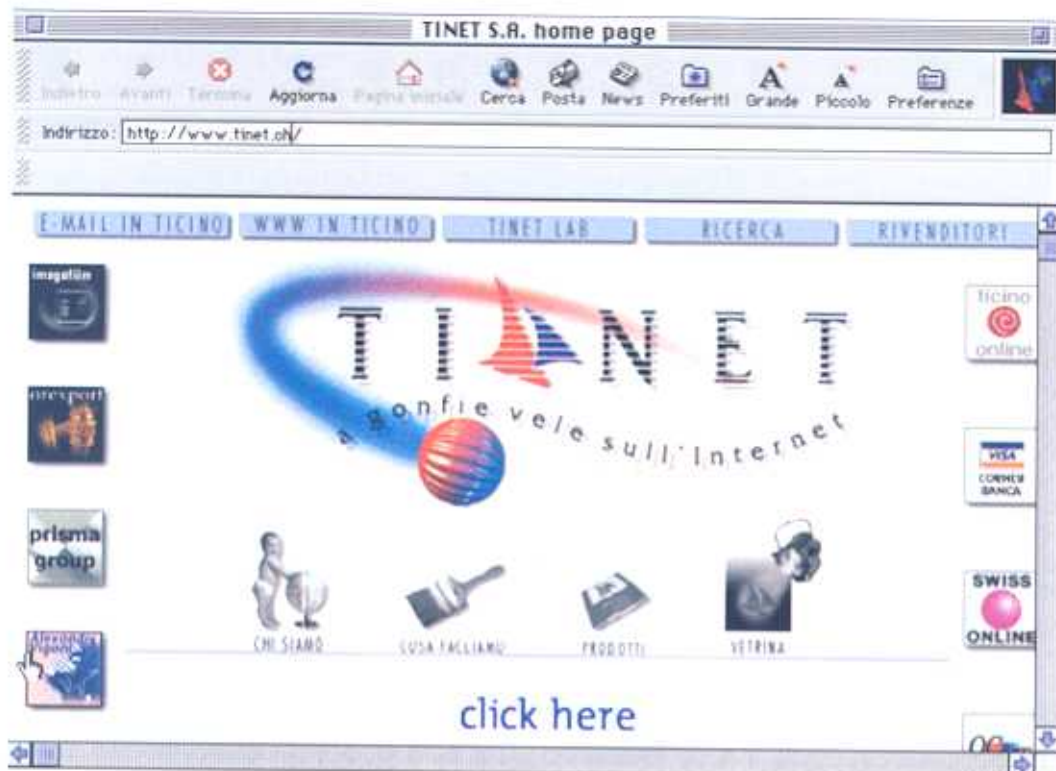 TINET S.A. home page
Indietro Avanti Termina Aggiorna Pagina iniziale Cerca Posta News Preferiti Grande Piccolo Preferenze
Indirizzo: http://www.tinet.ch/
E-MAIL IN TICINO WWW IN TICINO TINET LAB RICERCA RIVENDITORI
imagofilm
ticino
online
TINET
a gonfie vele sull'Internet
orexport
VISA
CORNER
BANCA
prisma
group
SWISS
ONLINE
CHI SIAMO COSA FACCIAMO PRODOTTI VETRINA
click here